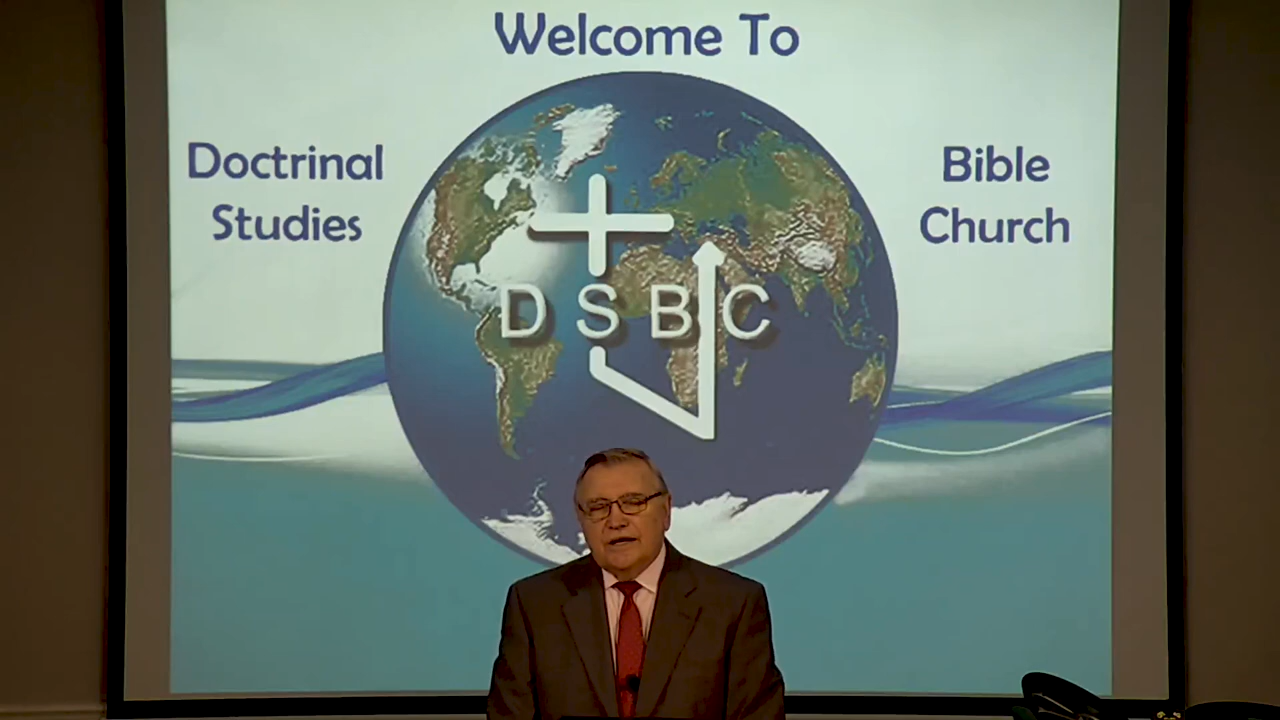 Welcome To
Doctrinal
Studies
Bible
Church
DSBC